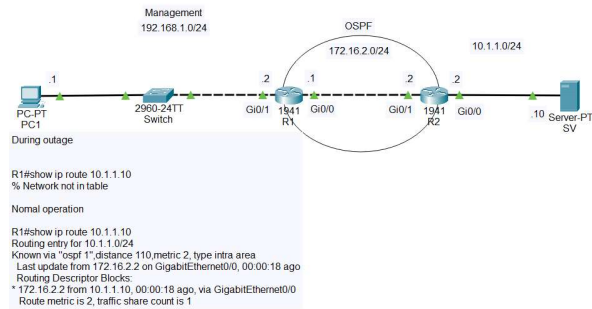 Management
192.168.1.0/24
OSPF
172.16.2.0/24
10.1.1.0/24
.1
.2
.1
.2
.2
.10
PC-PT
PC1
2960-24TT
Switch
Gi0/1
1941
R1
Gi0/0
Gi0/1
1941
R2
Gi0/0
Server-PT
SV
During outage
R1#show ip route 10.1.1.10
% Network not in table
Nomal operation
R1#show ip route 10.1.1.10
Routing entry for 10.1.1.0/24
Known via "ospf 1",distance 110,metric 2, type intra area
Last update from 172.16.2.2 on GigabitEthernet0/0, 00:00:18 ago
Routing Descriptor Blocks:
* 172.16.2.2 from 10.1.1.10, 00:00:18 ago, via GigabitEthernet0/0
Route metric is 2, traffic share count is 1